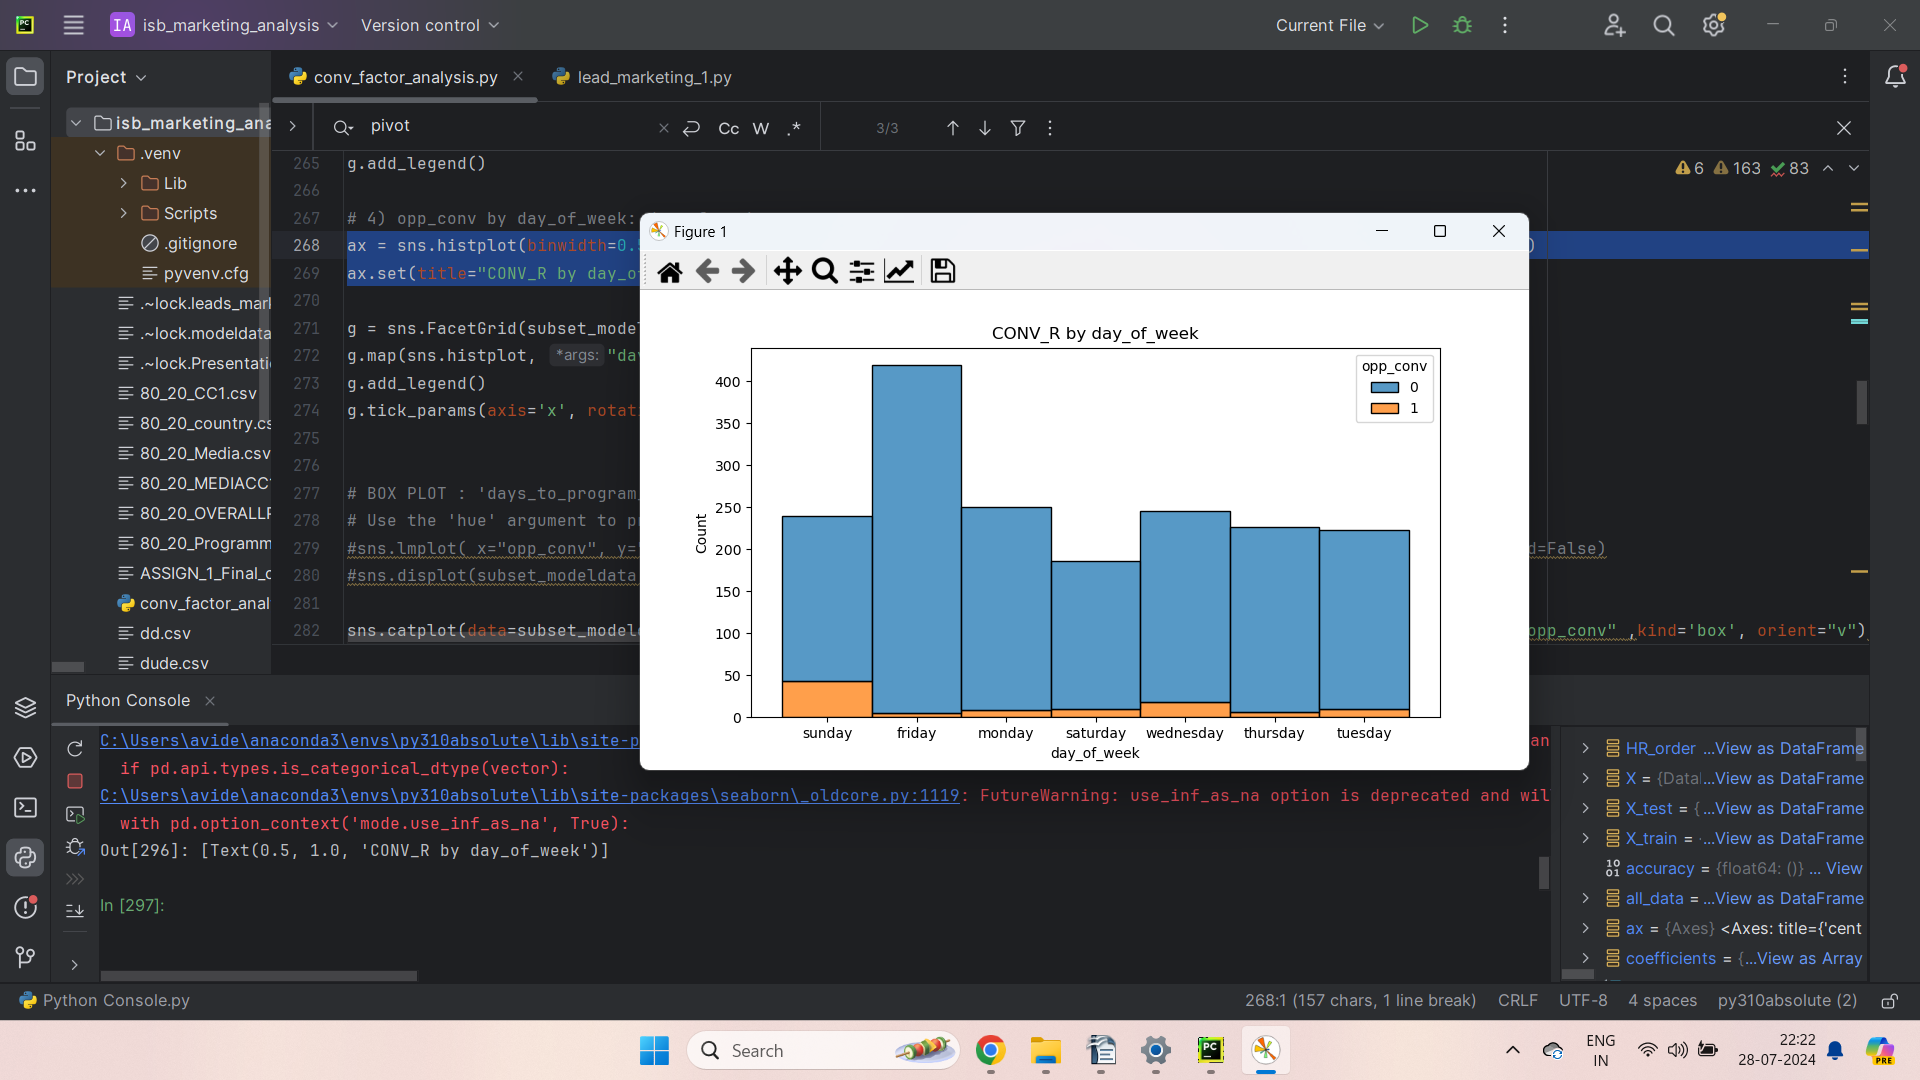 IA isb_marketing_analysis Version control Current File
Project
conv_factor_analysis.py lead_marketing_1.py
isb_marketing_ana
pivot Cc W .* 3/3
.venv
Lib
Scripts
.gitignore
pyvenv.cfg
.~lock.leads_mar
.~lock.modeldata
.~lock.Presentati
80_20_CC1.csv
80_20_country.cs
80_20_Media.csv
80_20_MEDIACC
80_20_OVERALLF
80_20_Programm
ASSIGN_1_Final_c
conv_factor_anal
dd.csv
dude.csv
6 163 83
265 g.add_legend()
266
267 # 4) opp_conv by day_of_week:
268 ax = sns.histplot(binwidth=0.5 )
269 ax.set(title="CONV_R by day_o
270
271 g = sns.FacetGrid(subset_model
272 g.map(sns.histplot, *args: "da
273 g.add_legend()
274 g.tick_params(axis='x', rotati
275
276
277 # BOX PLOT : 'days_to_program_
278 # Use the 'hue' argument to p
279 #sns.lmplot( x="opp_conv", y= d=False)
280 #sns.displot(subset_modeldata
281
282 sns.catplot(data=subset_model opp_conv" ,kind='box', orient="v")
Figure 1
CONV_R by day_of_week
opp_conv
0
1
Count
400
350
300
250
200
150
100
50
0
sunday friday monday saturday wednesday thursday tuesday
day_of_week
Python Console
C:\Users\avide\anaconda3\envs\py310absolute\lib\site-p an
if pd.api.types.is_categorical_dtype(vector):
C:\Users\avide\anaconda3\envs\py310absolute\lib\site-packages\seaborn\_oldcore.py:1119: FutureWarning: use_inf_as_na option is deprecated and wil
with pd.option_context('mode.use_inf_as_na', True):
Out[296]: [Text(0.5, 1.0, 'CONV_R by day_of_week')]
In [297]:
HR_order ...View as DataFrame
X = {Data ...View as DataFrame
X_test = { ...View as DataFrame
X_train = ...View as DataFrame
accuracy = {float64: ()} ... View
all_data = ...View as DataFrame
ax = {Axes} <Axes: title={'cent
coefficients = {...View as Array
Python Console.py 268:1 (157 chars, 1 line break) CRLF UTF-8 4 spaces py310absolute (2)
Search
ENG
IN
22:22
28-07-2024
PRE